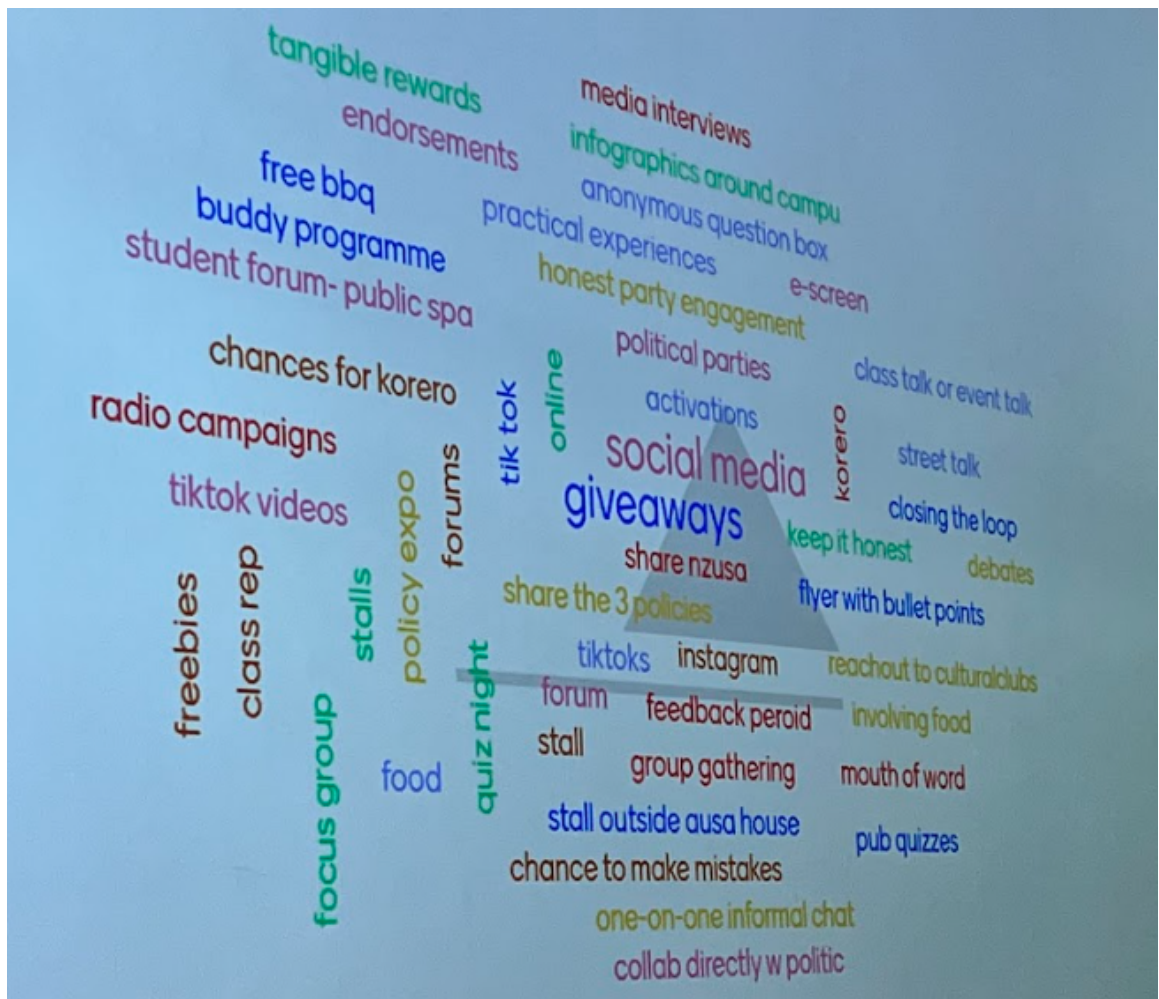 tangible rewards
media interviews
endorsements
infographics around campu
free bbq
anonymous question box
buddy programme
practical experiences
student forum- public spa
honest party engagement
e-screen
political parties
chances for korero
class talk or event talk
online
tik tok
activations
radio campaigns
korero
social media
street talk
forums
tiktok videos
giveaways
closing the loop
policy expo
keep it honest
share nzusa
debates
class rep
freebies
stalls
share the 3 policies
flyer with bullet points
tiktoks
instagram
reachout to culturalclubs
quiz night
forum
feedback peroid
involving food
focus group
stall
food
group gathering
mouth of word
stall outside ausa house
pub quizzes
chance to make mistakes
one-on-one informal chat
collab directly w politic